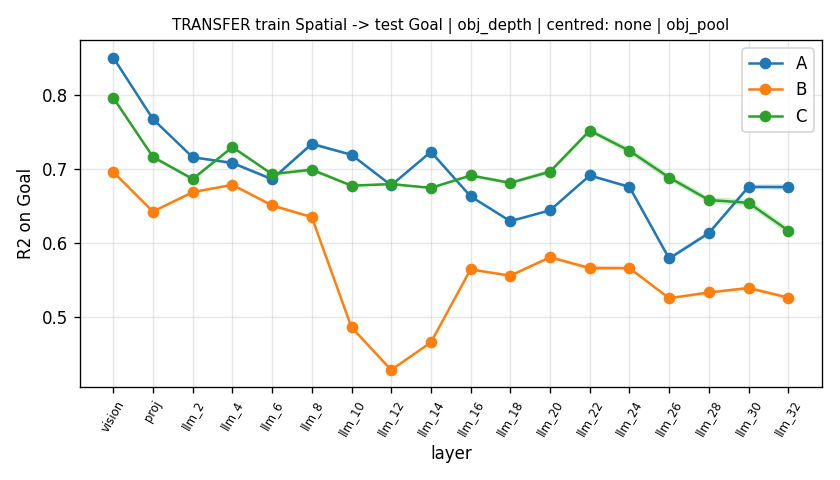 TRANSFER train Spatial -> test Goal | obj_depth | centred: none | obj_pool
A
B
C
R2 on Goal
0.8
0.7
0.6
0.5
vision
proj
llm_2
llm_4
llm_6
llm_8
llm_10
llm_12
llm_14
llm_16
llm_18
llm_20
llm_22
llm_24
llm_26
llm_28
llm_30
llm_32
layer